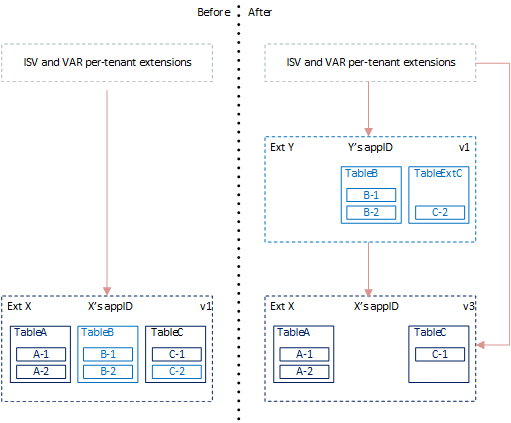 Before
After
ISV and VAR per-tenant extensions
ISV and VAR per-tenant extensions
Ext Y Y's appID v1
TableB TableExtC
B-1
B-2 C-2
Ext X X's appID v1
TableA TableB TableC
A-1 B-1 C-1
A-2 B-2 C-2
Ext X X's appID v3
TableA TableC
A-1 C-1
A-2